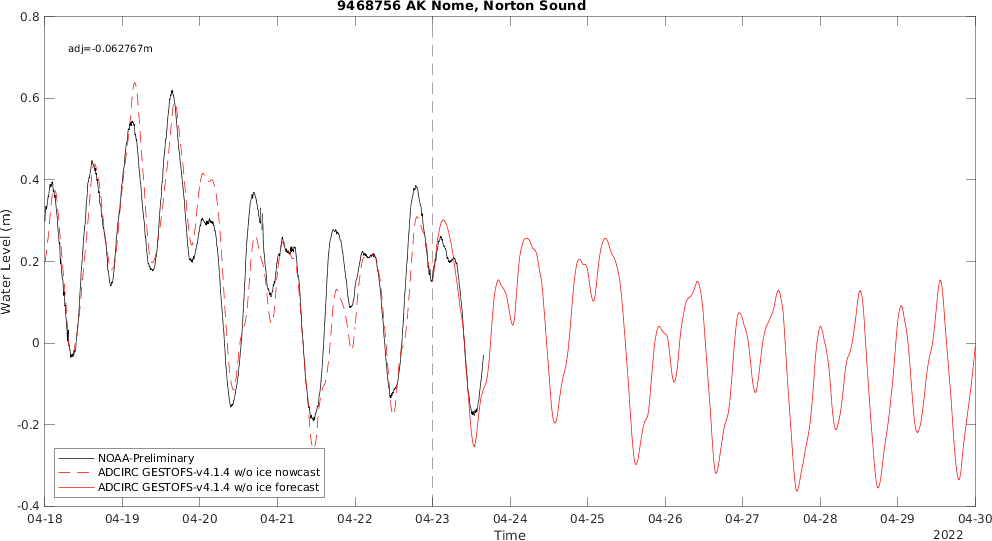 9468756 AK Nome, Norton Sound
adj=-0.062767m
0.8
0.6
0.4
0.2
0
-0.2
-0.4
Water Level (m)
NOAA-Preliminary
ADCIRC GESTOFS-v4.1.4 w/o ice nowcast
ADCIRC GESTOFS-v4.1.4 w/o ice forecast
04-18 04-19 04-20 04-21 04-22 04-23 04-24 04-25 04-26 04-27 04-28 04-29 04-30
Time
2022